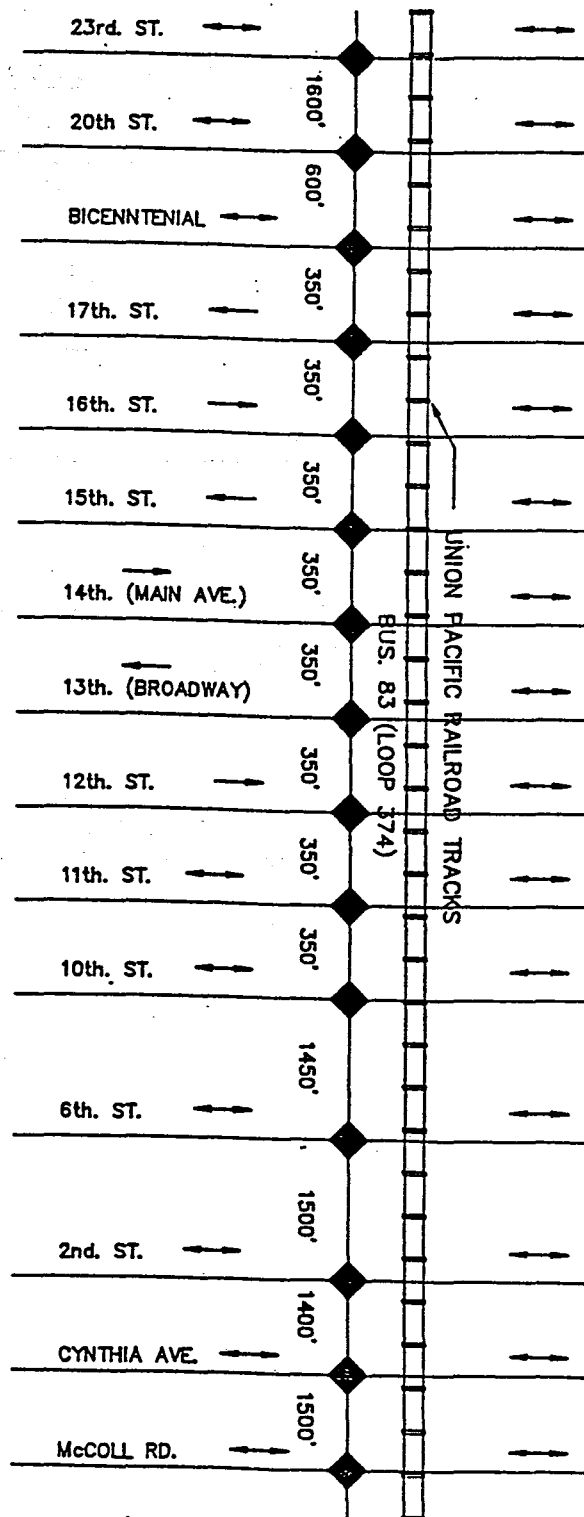 23rd. ST.
1600'
20th ST.
600'
BICENNTENIAL
350'
17th. ST.
350'
16th. ST.
350'
15th. ST.
350'
14th. (MAIN AVE.)
350'
13th. (BROADWAY)
350'
12th. ST.
350'
11th. ST.
350'
10th. ST.
1450'
6th. ST.
1500'
2nd. ST.
1400'
CYNTHIA AVE.
1500'
McCOLL RD.
UNION PACIFIC RAILROAD TRACKS
BUS. 83 (LOOP 374)